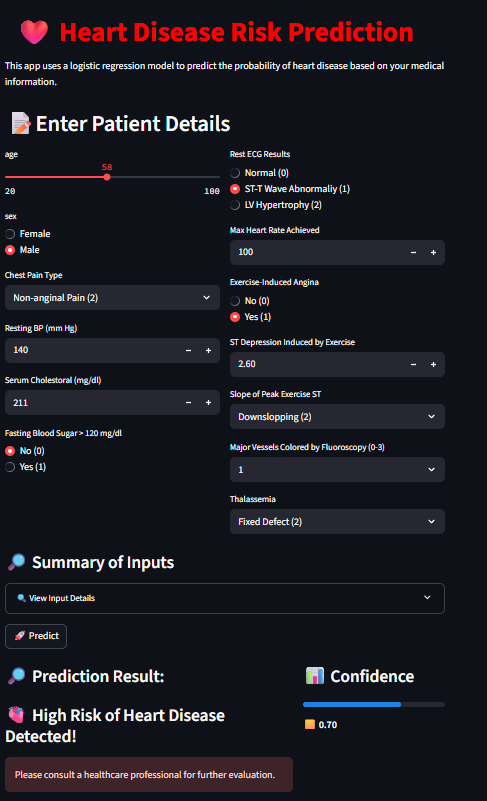 Heart Disease Risk Prediction
This app uses a logistic regression model to predict the probability of heart disease based on your medical
information.
Enter Patient Details
age
58
20 100
sex
Female
Male
Chest Pain Type
Non-anginal Pain (2)
Resting BP (mm Hg)
140 − +
Serum Cholestoral (mg/dl)
211 − +
Fasting Blood Sugar > 120 mg/dl
No (0)
Yes (1)
Rest ECG Results
Normal (0)
ST-T Wave Abnormaliy (1)
LV Hypertrophy (2)
Max Heart Rate Achieved
100 − +
Exercise-Induced Angina
No (0)
Yes (1)
ST Depression Induced by Exercise
2.60 − +
Slope of Peak Exercise ST
Downslopping (2)
Major Vessels Colored by Fluoroscopy (0-3)
1
Thalassemia
Fixed Defect (2)
Summary of Inputs
View Input Details
Predict
Prediction Result:
High Risk of Heart Disease
Detected!
Please consult a healthcare professional for further evaluation.
Confidence
0.70